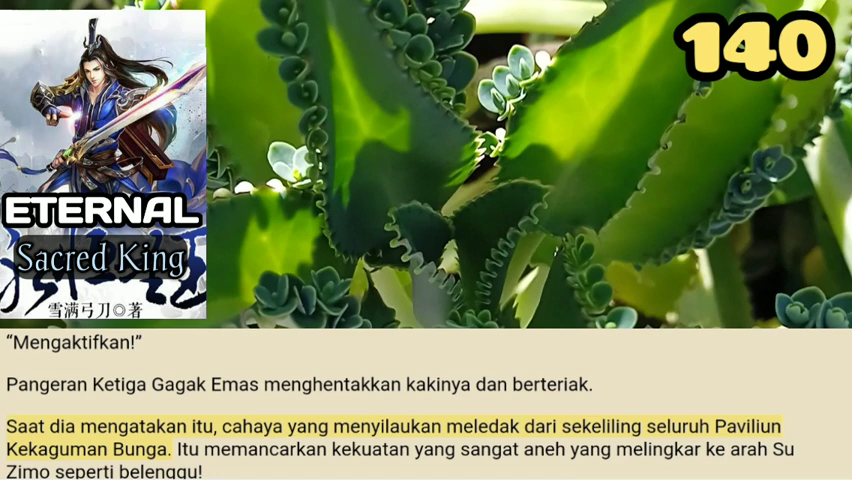 140
ETERNAL
Sacred King
雪满弓刀◎著
“Mengaktifkan!”
Pangeran Ketiga Gagak Emas menghentakkan kakinya dan berteriak.
Saat dia mengatakan itu, cahaya yang menyilaukan meledak dari sekeliling seluruh Paviliun
Kekaguman Bunga. Itu memancarkan kekuatan yang sangat aneh yang melingkar ke arah Su
Zimo seperti belenggu!